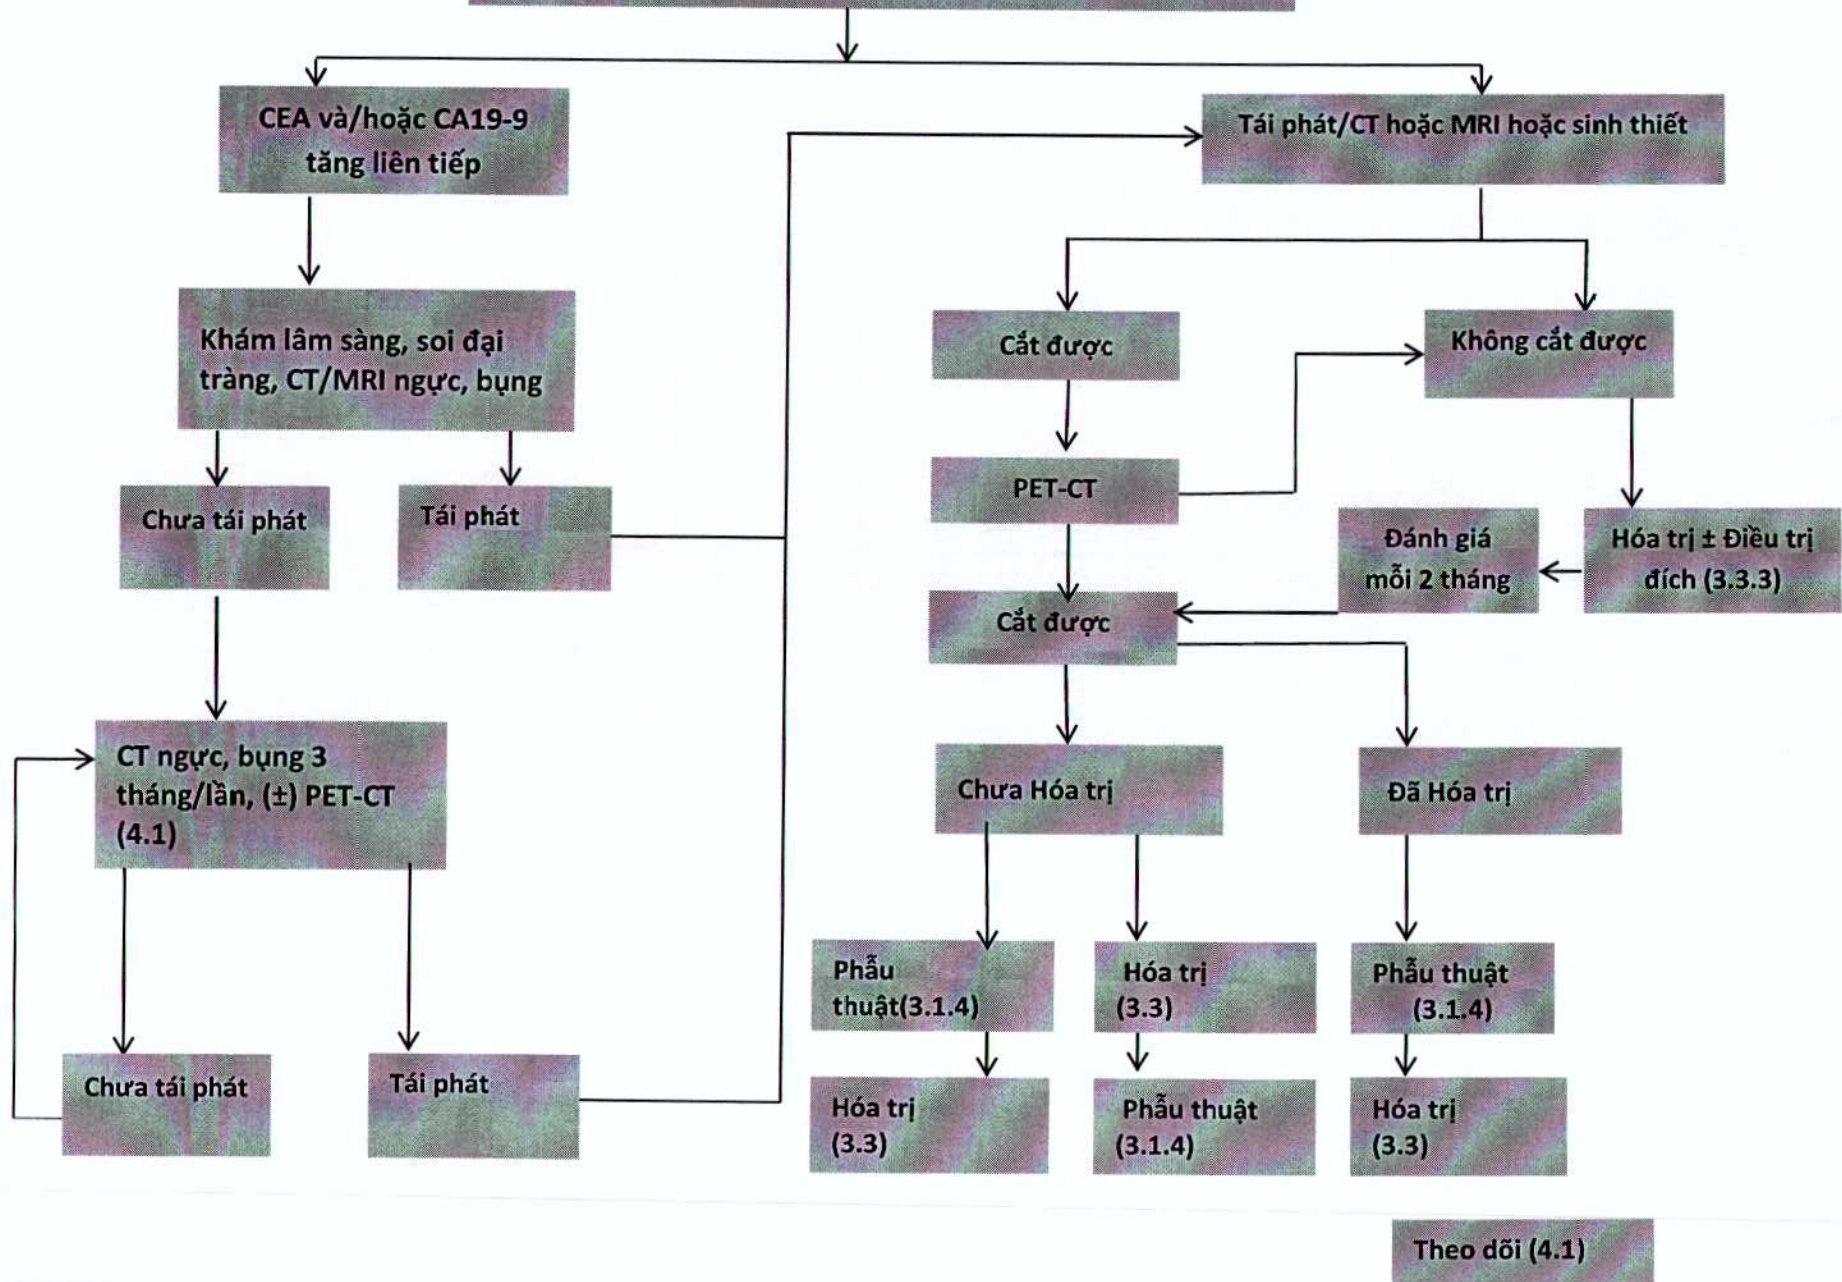 CEA và/hoặc CA19-9
tăng liên tiếp
Tái phát/CT hoặc MRI hoặc sinh thiết
Khám lâm sàng, soi đại
tràng, CT/MRI ngực, bụng
Cắt được
Không cắt được
PET-CT
Chưa tái phát
Tái phát
Đánh giá
mỗi 2 tháng
Hóa trị ± Điều trị
đích (3.3.3)
Cắt được
CT ngực, bụng 3
tháng/lần, (±) PET-CT
(4.1)
Chưa Hóa trị
Đã Hóa trị
Phẫu
thuật(3.1.4)
Hóa trị
(3.3)
Phẫu thuật
(3.1.4)
Chưa tái phát
Tái phát
Hóa trị
(3.3)
Phẫu thuật
(3.1.4)
Hóa trị
(3.3)
Theo dõi (4.1)